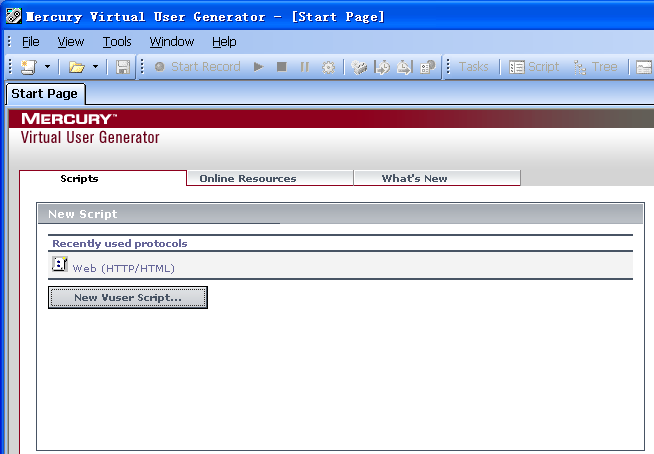 Mercury Virtual User Generator - [Start Page]
File View Tools Window Help
Start Record Tasks Script Tree
Start Page
MERCURY™
Virtual User Generator
Scripts Online Resources What's New
New Script
Recently used protocols
Web (HTTP/HTML)
New Vuser Script...